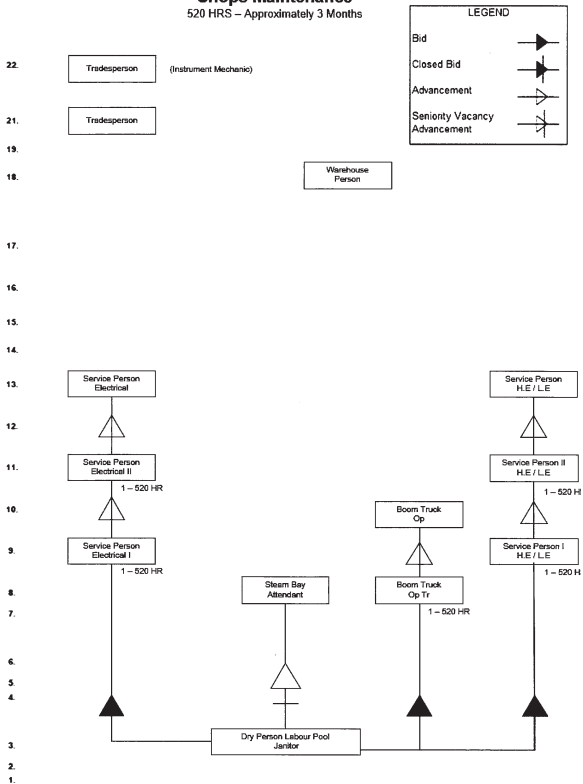 Shops Maintenance
520 HRS – Approximately 3 Months
LEGEND
Bid
Closed Bid
Advancement
Seniority Vacancy
Advancement
22.
Tradesperson
(Instrument Mechanic)
21.
Tradesperson
19.
18.
Warehouse
Person
17.
16.
15.
14.
13.
Service Person
Electrical
Service Person
H.E / L.E
12.
11.
Service Person
Electrical II
Service Person II
H.E / L.E
1 – 520 HR
1 – 520 H
10.
Boom Truck
Op
9.
Service Person
Electrical I
Service Person I
H.E / L.E
1 – 520 HR
1 – 520 H
8.
Steam Bay
Attendant
Boom Truck
Op Tr
7.
1 – 520 HR
6.
5.
4.
3.
Dry Person Labour Pool
Janitor
2.
1.